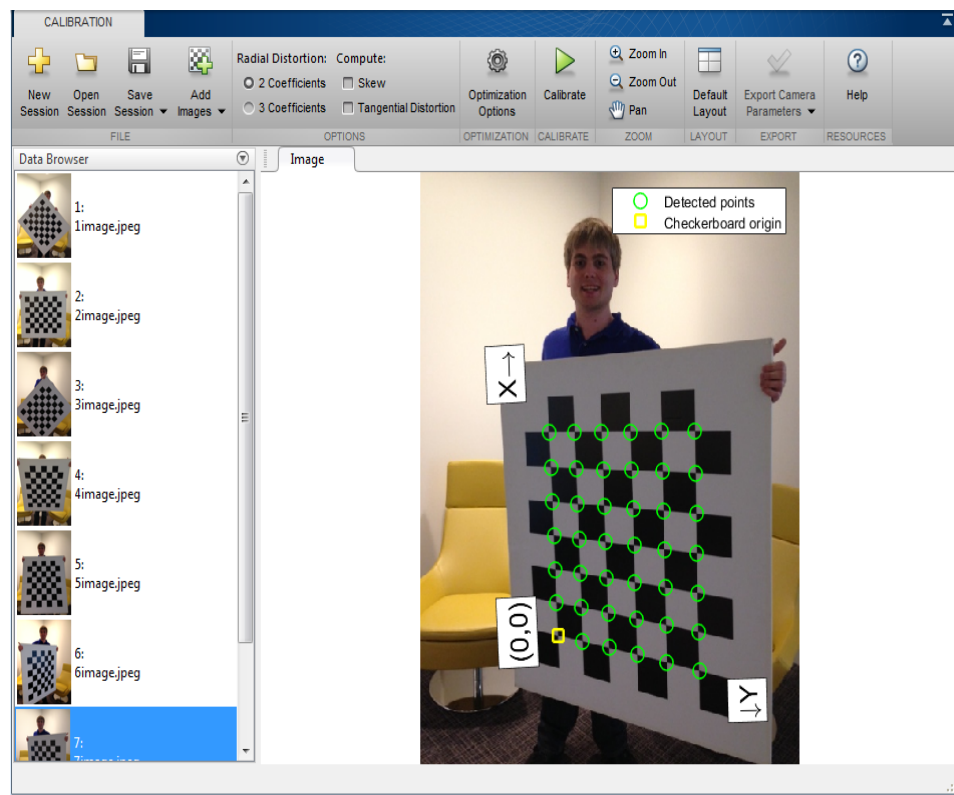 CALIBRATION
New Session
Open Session
Save Session
Add Images
FILE
Radial Distortion:
2 Coefficients
3 Coefficients
Compute:
Skew
Tangential Distortion
OPTIONS
Optimization Options
OPTIMIZATION
Calibrate
CALIBRATE
Zoom In
Zoom Out
Pan
ZOOM
Default Layout
LAYOUT
Export Camera Parameters
EXPORT
Help
RESOURCES
Data Browser
Image
1:
1image.jpeg
2:
2image.jpeg
3:
3image.jpeg
4:
4image.jpeg
5:
5image.jpeg
6:
6image.jpeg
7:
7image.jpeg
Detected points
Checkerboard origin
X→
(0,0)
↓Y